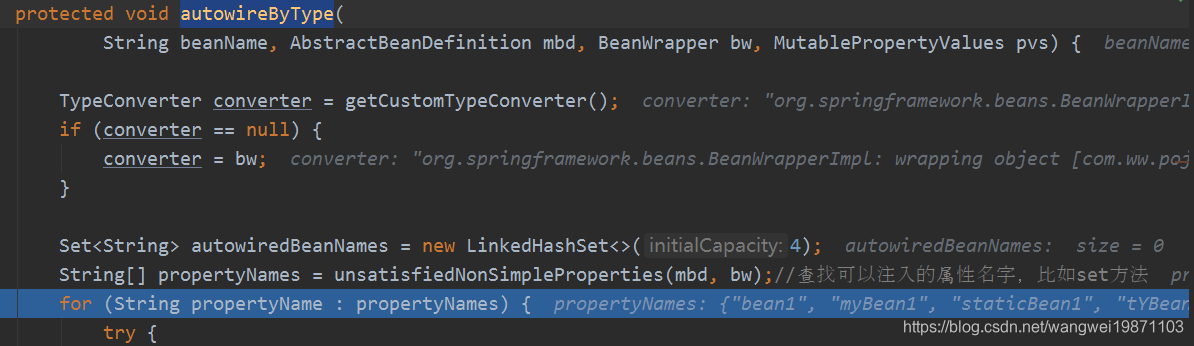 protected void autowireByType(
String beanName, AbstractBeanDefinition mbd, BeanWrapper bw, MutablePropertyValues pvs) { beanName
TypeConverter converter = getCustomTypeConverter(); converter: "org.springframework.beans.BeanWrapperI
if (converter == null) {
converter = bw; converter: "org.springframework.beans.BeanWrapperImpl: wrapping object [com.ww.poj
}
Set<String> autowiredBeanNames = new LinkedHashSet<>( initialCapacity: 4); autowiredBeanNames: size = 0
String[] propertyNames = unsatisfiedNonSimpleProperties(mbd, bw);//查找可以注入的属性名字，比如set方法 pr
for (String propertyName : propertyNames) { propertyNames: {"bean1", "myBean1", "staticBean1", "tYBean
try {
https://blog.csdn.net/wangwei19871103